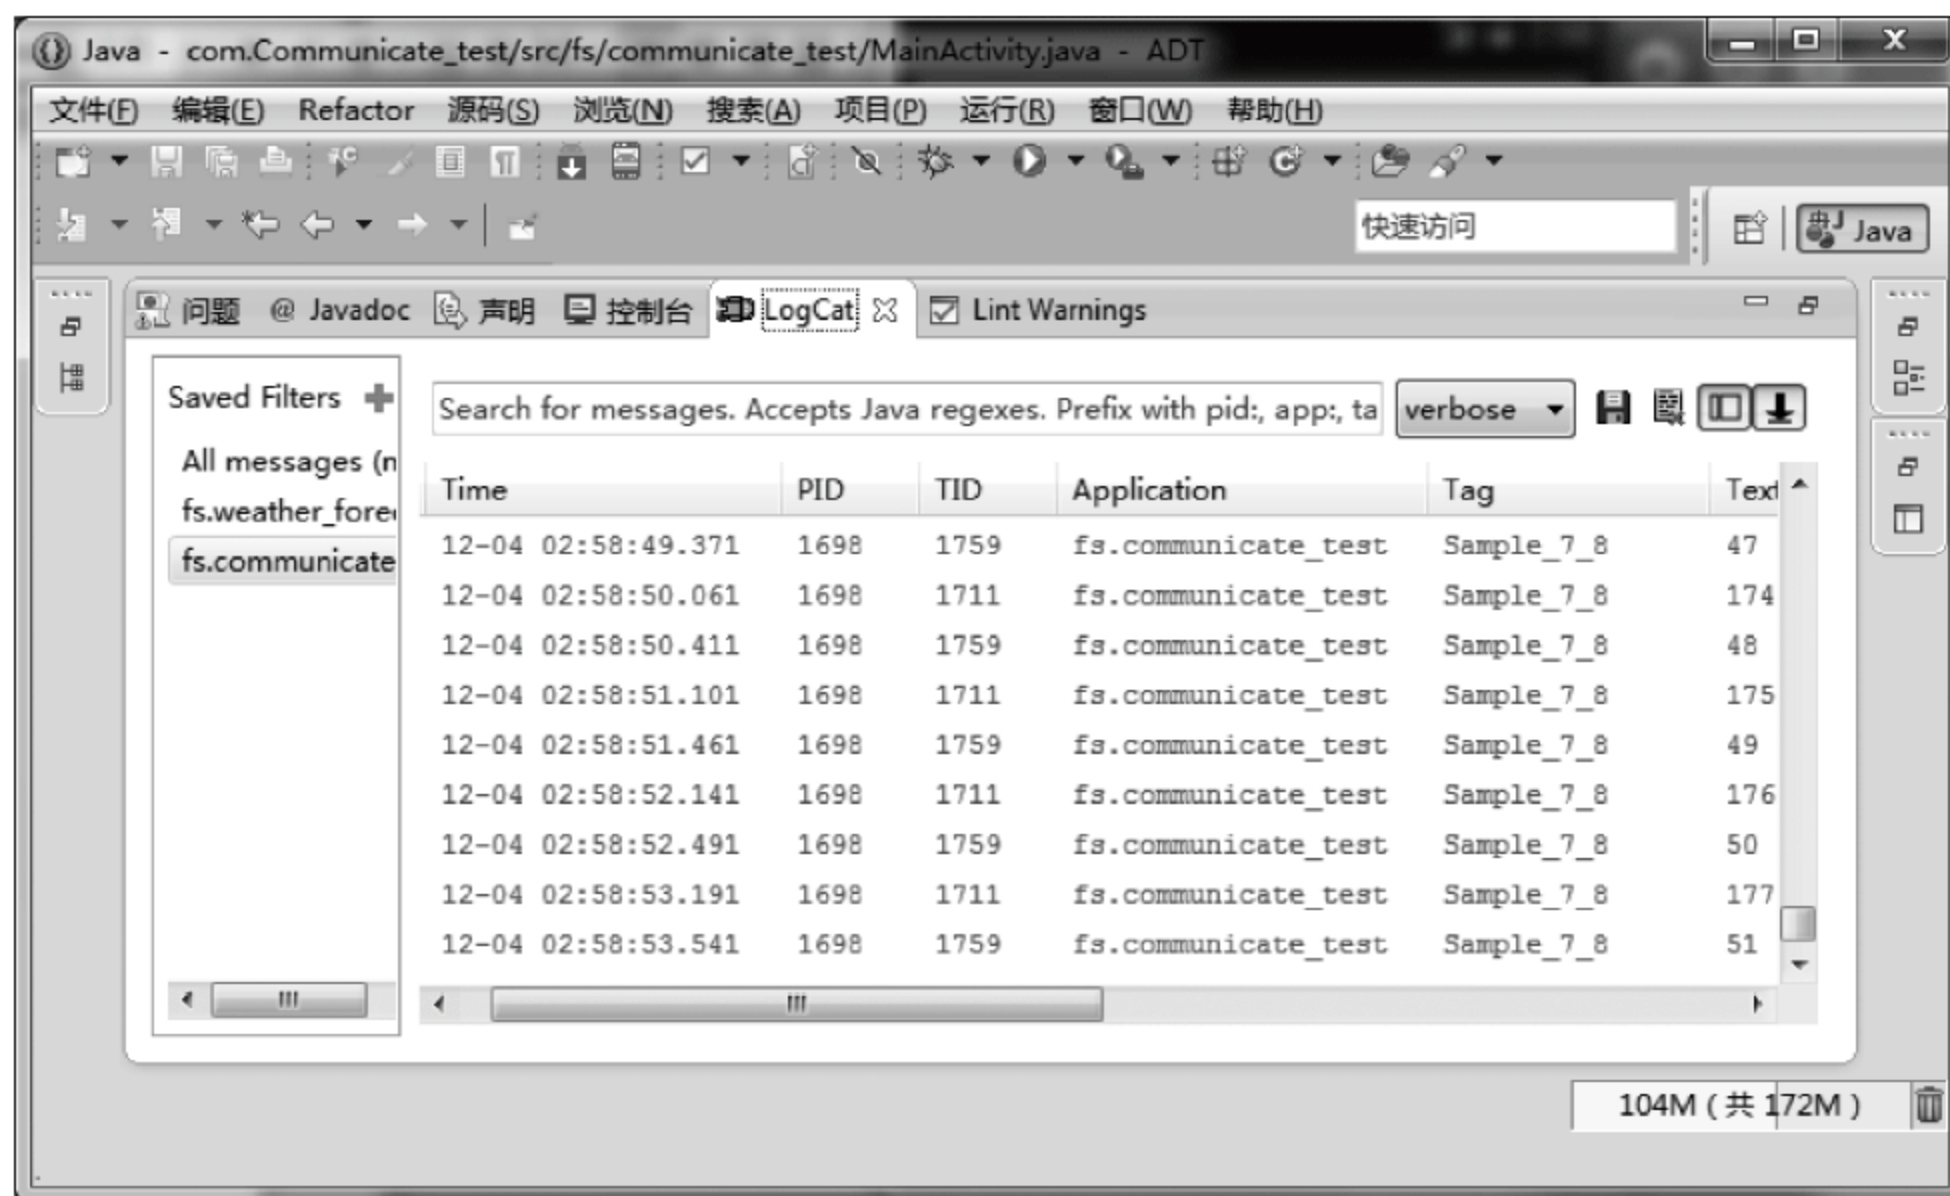 Java - com.Communicate_test/src/fs/communicate_test/MainActivity.java - ADT
文件(F) 编辑(E) Refactor 源码(S) 浏览(N) 搜索(A) 项目(P) 运行(R) 窗口(W) 帮助(H)
快速访问
Java
问题 @ Javadoc 声明 控制台 LogCat Lint Warnings
Saved Filters
All messages (n
fs.weather_fore
fs.communicate
Search for messages. Accepts Java regexes. Prefix with pid:, app:, ta verbose
Time PID TID Application Tag Text
12-04 02:58:49.371 1698 1759 fs.communicate_test Sample_7_8 47
12-04 02:58:50.061 1698 1711 fs.communicate_test Sample_7_8 174
12-04 02:58:50.411 1698 1759 fs.communicate_test Sample_7_8 48
12-04 02:58:51.101 1698 1711 fs.communicate_test Sample_7_8 175
12-04 02:58:51.461 1698 1759 fs.communicate_test Sample_7_8 49
12-04 02:58:52.141 1698 1711 fs.communicate_test Sample_7_8 176
12-04 02:58:52.491 1698 1759 fs.communicate_test Sample_7_8 50
12-04 02:58:53.191 1698 1711 fs.communicate_test Sample_7_8 177
12-04 02:58:53.541 1698 1759 fs.communicate_test Sample_7_8 51
104M (共 172M)